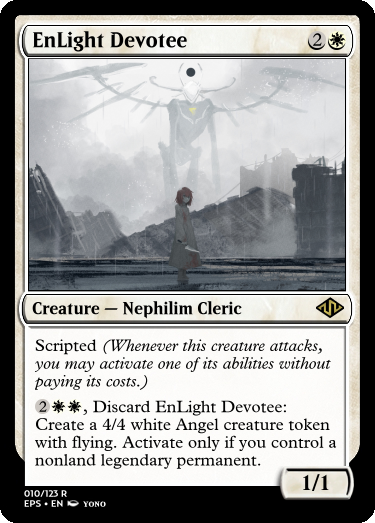 EnLight Devotee 2
Creature — Nephilim Cleric
Scripted (Whenever this creature attacks,
you may activate one of its abilities without
paying its costs.)
2, Discard EnLight Devotee:
Create a 4/4 white Angel creature token
with flying. Activate only if you control a
nonland legendary permanent.
1/1
010/123 R
EPS • EN YONO